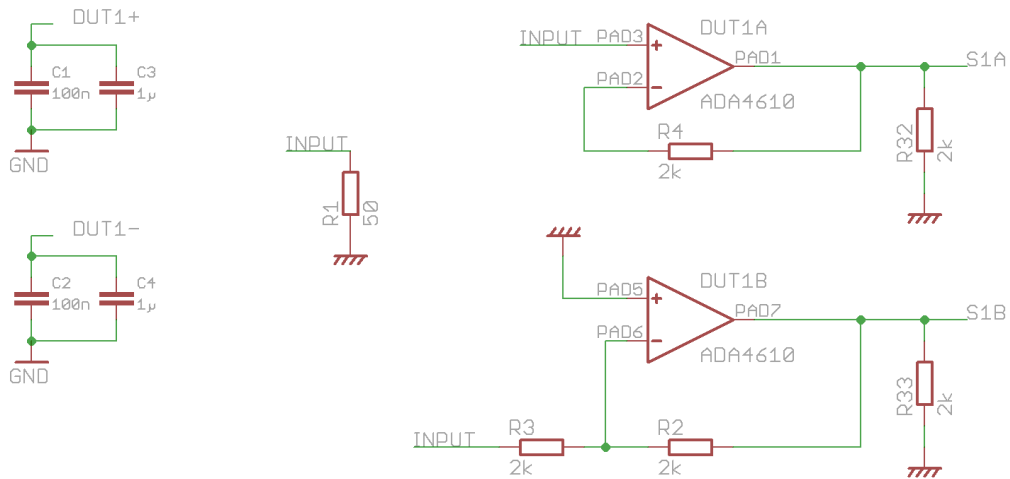 DUT1+
C1
100n
C3
1µ
GND
DUT1-
C2
100n
C4
1µ
GND
INPUT
R1
50
INPUT
PAD3
PAD2
DUT1A
PAD1
ADA4610
S1A
R4
2k
R32
2k
PAD5
PAD6
DUT1B
PAD7
ADA4610
S1B
INPUT
R3
2k
R2
2k
R33
2k